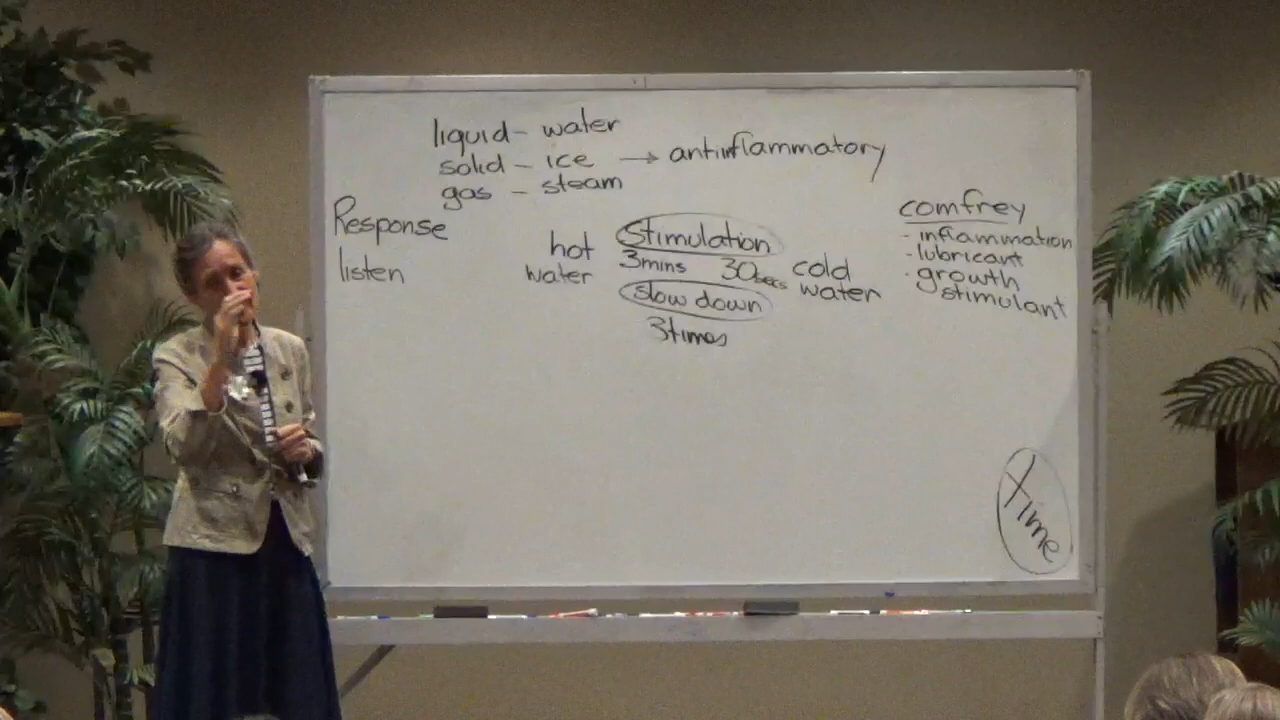 liquid - water
solid - ice → antiinflammatory
gas - steam
Response
listen
hot
water
Stimulation
3mins 30secs
slow down
3times
cold
water
comfrey
- inflammation
- lubricant
· growth
stimulant
time